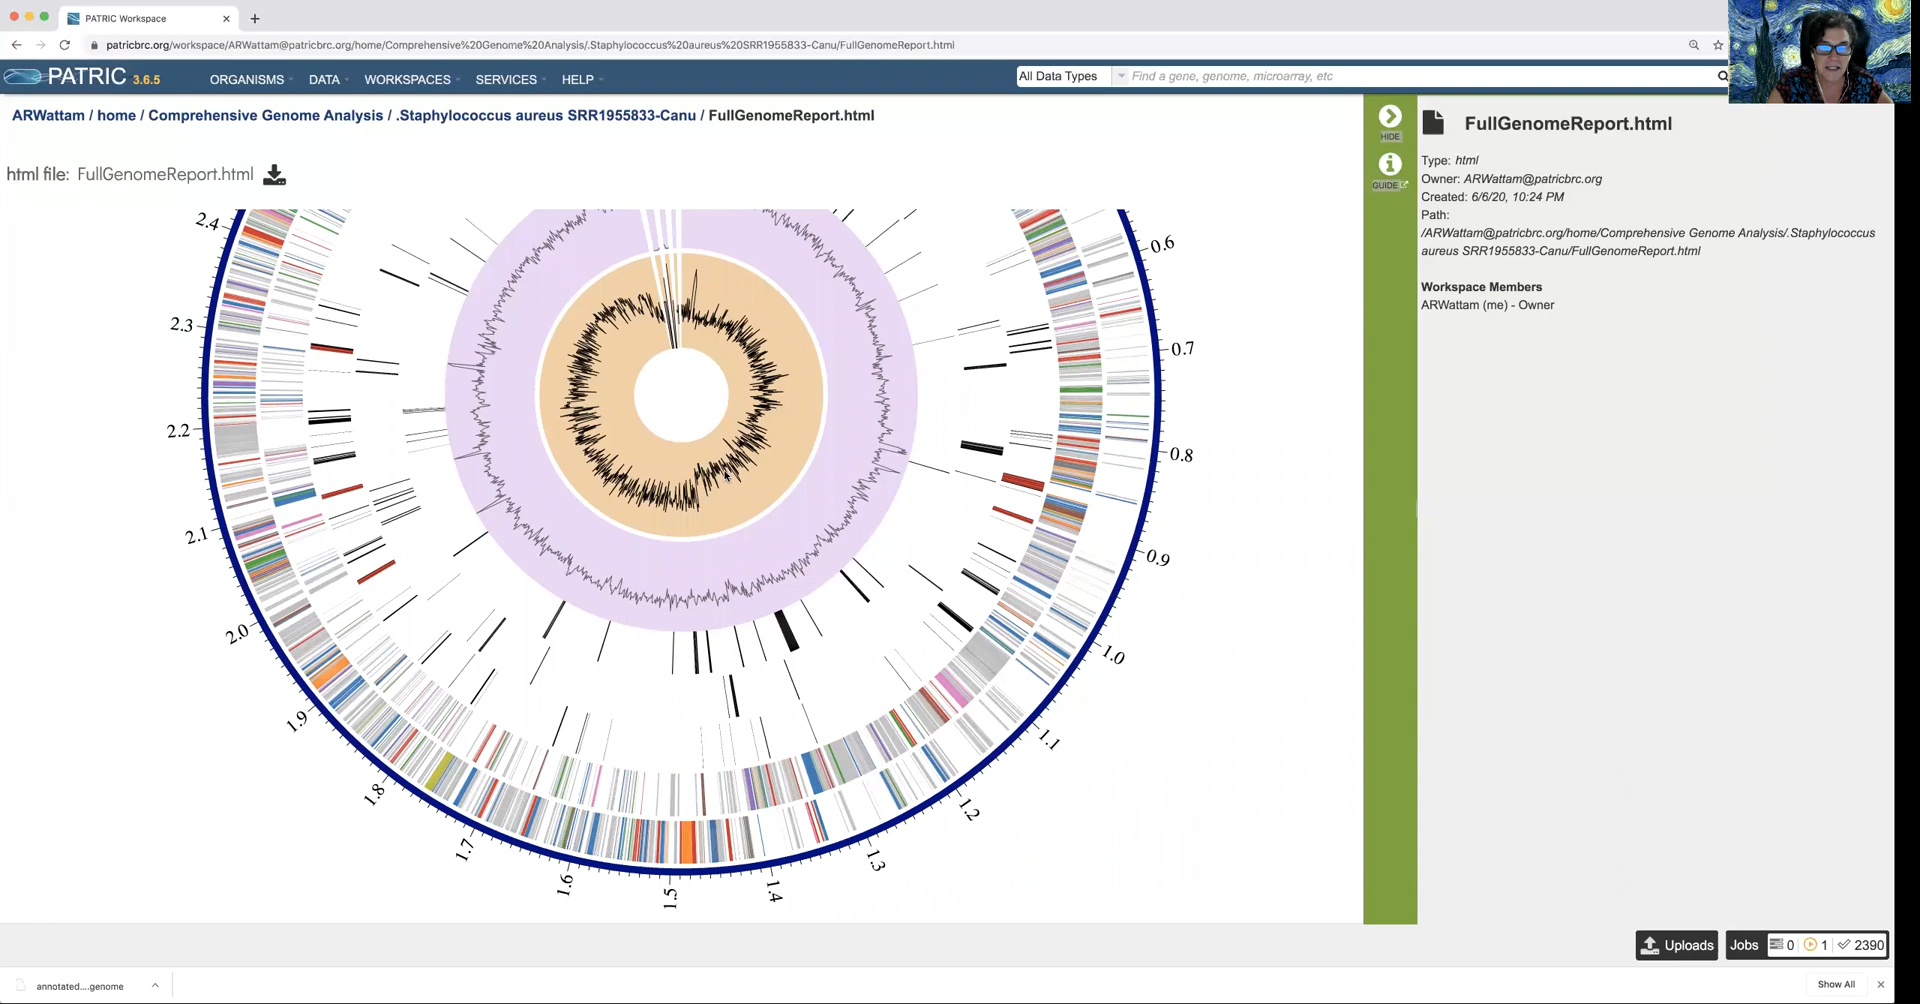 PATRIC Workspace
patricbrc.org/workspace/ARWattam@patricbrc.org/home/Comprehensive%20Genome%20Analysis/.Staphylococcus%20aureus%20SRR1955833-Canu/FullGenomeReport.html
PATRIC 3.6.5
ORGANISMS DATA WORKSPACES SERVICES HELP
All Data Types Find a gene, genome, microarray, etc
ARWattam / home / Comprehensive Genome Analysis / .Staphylococcus aureus SRR1955833-Canu / FullGenomeReport.html
html file: FullGenomeReport.html
HIDE
GUIDE
FullGenomeReport.html
Type: html
Owner: ARWattam@patricbrc.org
Created: 6/6/20, 10:24 PM
Path:
/ARWattam@patricbrc.org/home/Comprehensive Genome Analysis/.Staphylococcus
aureus SRR1955833-Canu/FullGenomeReport.html
Workspace Members
ARWattam (me) - Owner
2.4
0.6
2.3
0.7
2.2
0.8
2.1
0.9
2.0
1.0
1.9
1.1
1.8
1.2
1.7
1.3
1.6
1.5
1.4
Uploads
Jobs 0 1 2390
annotated....genome
Show All